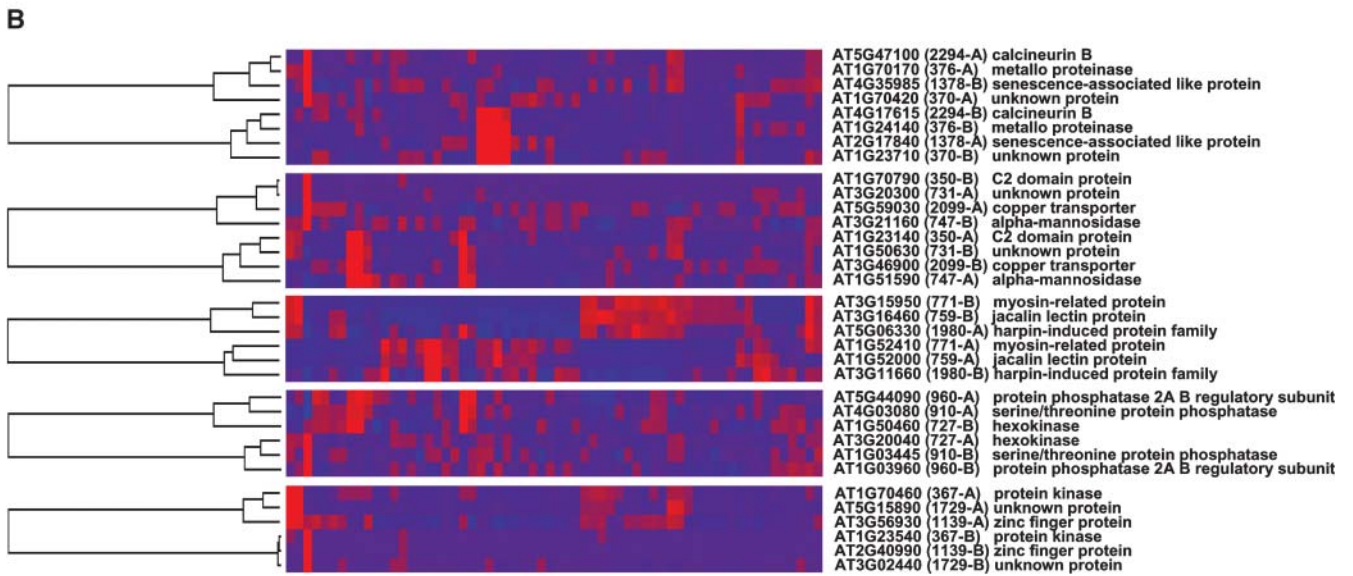 B
AT5G47100 (2294-A) calcineurin B
AT1G70170 (376-A) metallo proteinase
AT4G35985 (1378-B) senescence-associated like protein
AT1G70420 (370-A) unknown protein
AT4G17615 (2294-B) calcineurin B
AT1G24140 (376-B) metallo proteinase
AT2G17840 (1378-A) senescence-associated like protein
AT1G23710 (370-B) unknown protein
AT1G70790 (350-B) C2 domain protein
AT3G20300 (731-A) unknown protein
AT5G59030 (2099-A) copper transporter
AT3G21160 (747-B) alpha-mannosidase
AT1G23140 (350-A) C2 domain protein
AT1G50630 (731-B) unknown protein
AT3G46900 (2099-B) copper transporter
AT1G51590 (747-A) alpha-mannosidase
AT3G15950 (771-B) myosin-related protein
AT3G16460 (759-B) jacalin lectin protein
AT5G06330 (1980-A) harpin-induced protein family
AT1G52410 (771-A) myosin-related protein
AT1G52000 (759-A) jacalin lectin protein
AT3G11660 (1980-B) harpin-induced protein family
AT5G44090 (960-A) protein phosphatase 2A B regulatory subunit
AT4G03080 (910-A) serine/threonine protein phosphatase
AT1G50460 (727-B) hexokinase
AT3G20040 (727-A) hexokinase
AT1G03445 (910-B) serine/threonine protein phosphatase
AT1G03960 (960-B) protein phosphatase 2A B regulatory subunit
AT1G70460 (367-A) protein kinase
AT5G15890 (1729-A) unknown protein
AT3G56930 (1139-A) zinc finger protein
AT1G23540 (367-B) protein kinase
AT2G40990 (1139-B) zinc finger protein
AT3G02440 (1729-B) unknown protein